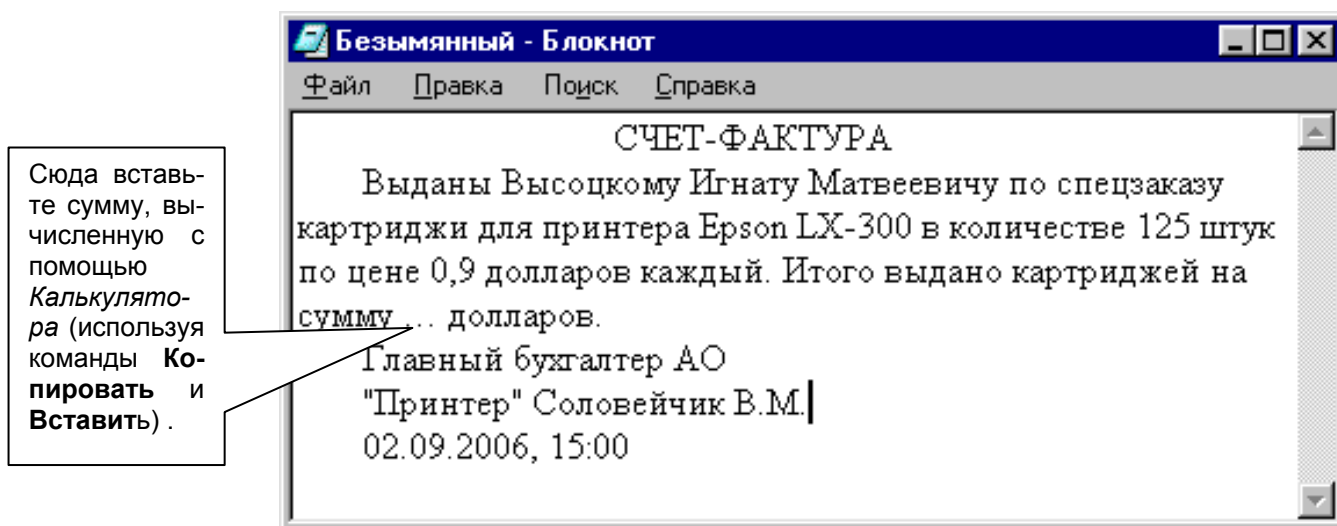 Безымянный - Блокнот
Файл Правка Поиск Справка
СЧЕТ-ФАКТУРА
Выданы Высоцкому Игнату Матвеевичу по спецзаказу
картриджи для принтера Epson LX-300 в количестве 125 штук
по цене 0,9 долларов каждый. Итого выдано картриджей на
сумму ... долларов.
Главный бухгалтер АО
"Принтер" Соловейчик В.М.
02.09.2006, 15:00
Сюда вставь-
те сумму, вы-
численную с
помощью
Калькулято-
ра (используя
команды Ко-
пировать и
Вставить) .